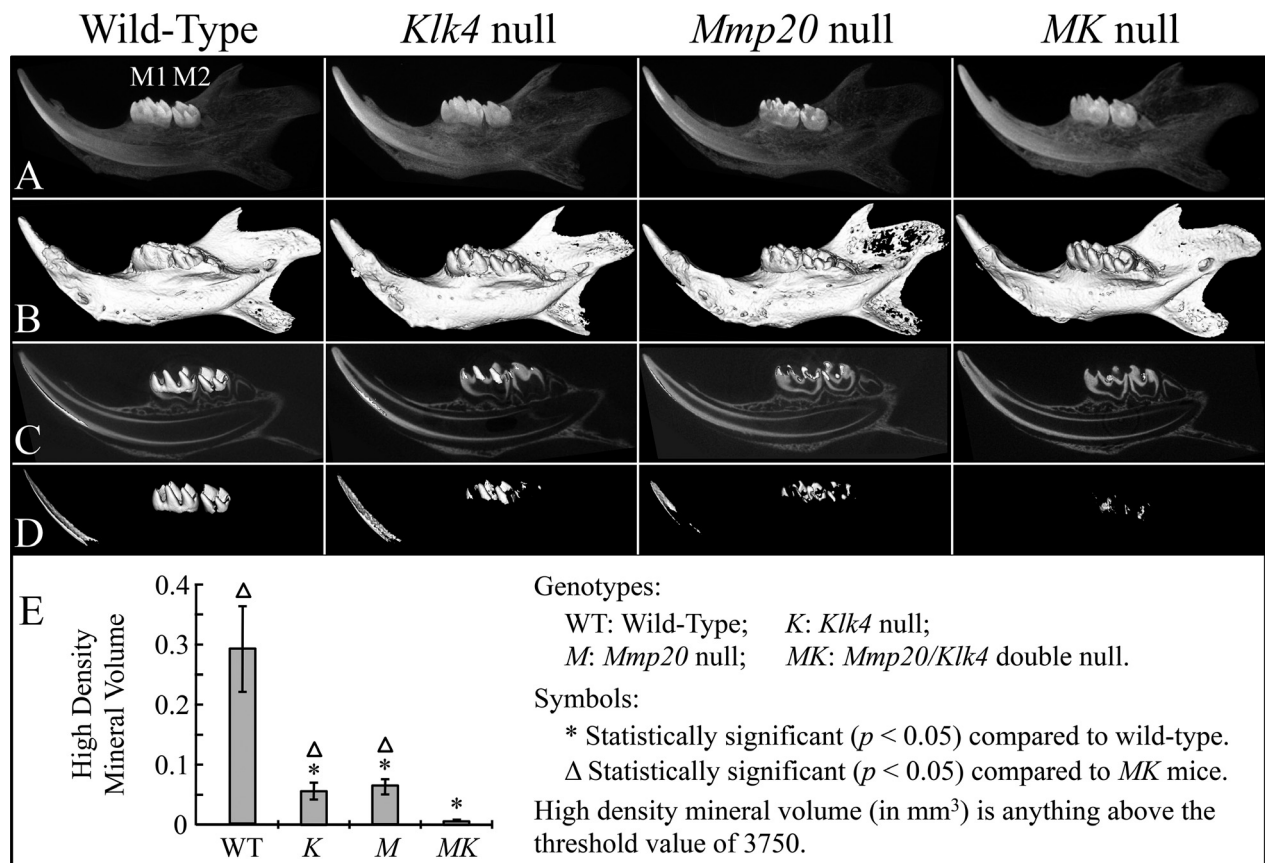 Wild-Type Klk4 null Mmp20 null MK null
M1 M2
A
B
C
D
E
High Density
Mineral Volume
0.4
0.3
0.2
0.1
0
Δ
Δ
*
Δ
*
*
WT K M MK
Genotypes:
WT: Wild-Type; K: Klk4 null;
M: Mmp20 null; MK: Mmp20/Klk4 double null.
Symbols:
* Statistically significant (p < 0.05) compared to wild-type.
Δ Statistically significant (p < 0.05) compared to MK mice.
High density mineral volume (in mm³) is anything above the
threshold value of 3750.